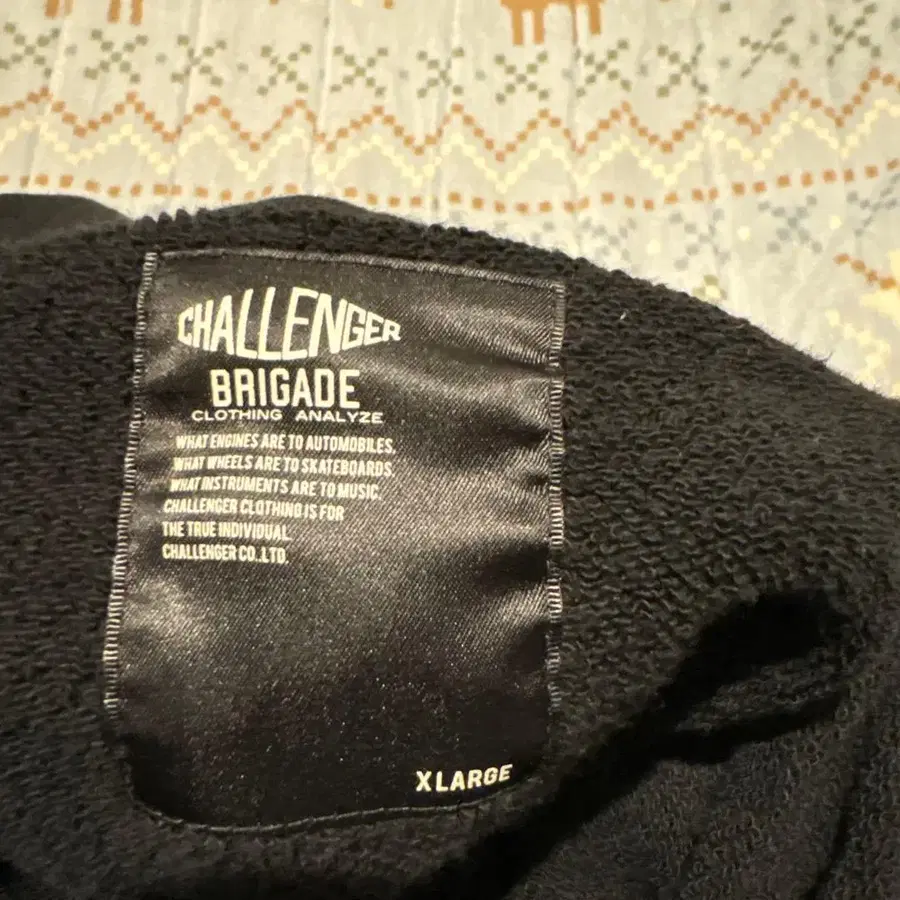 CHALLENGER
BRIGADE
CLOTHING ANALYZE
WHAT ENGINES ARE TO AUTOMOBILES.
WHAT WHEELS ARE TO SKATEBOARDS.
WHAT INSTRUMENTS ARE TO MUSIC.
CHALLENGER CLOTHING IS FOR
THE TRUE INDIVIDUAL.
CHALLENGER CO.,LTD.
XLARGE